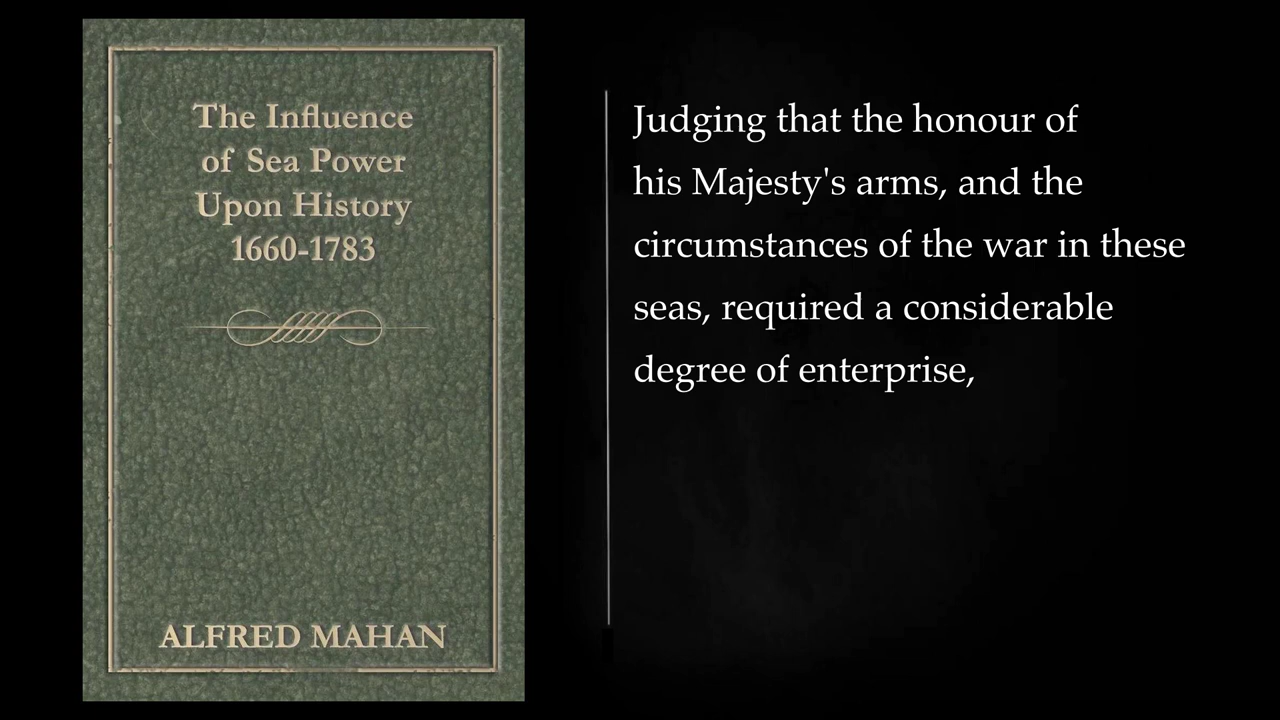 The Influence
of Sea Power
Upon History
1660-1783
ALFRED MAHAN
Judging that the honour of
his Majesty's arms, and the
circumstances of the war in these
seas, required a considerable
degree of enterprise,